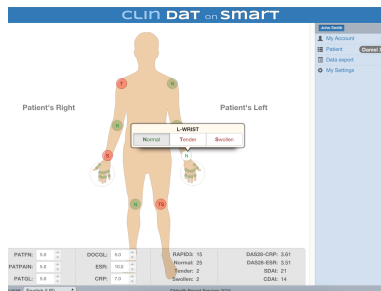 CLIN DAT on SMART
John Smith
My Account
Patient
Data export
My Settings
T
N
Patient's Right
Patient's Left
N
L-WRIST
Normal
Tender
Swollen
S
N
N
TS
PATFN: 5.0
DOCGL: 5.0
RAPID3: 15
DAS28-CRP: 3.61
PATPAIN: 5.0
ESR: 10.0
Normal: 25
DAS28-ESR: 3.51
Tender: 2
SDAI: 21
PATGL: 5.0
CRP: 7.0
Swollen: 2
CDAI: 14